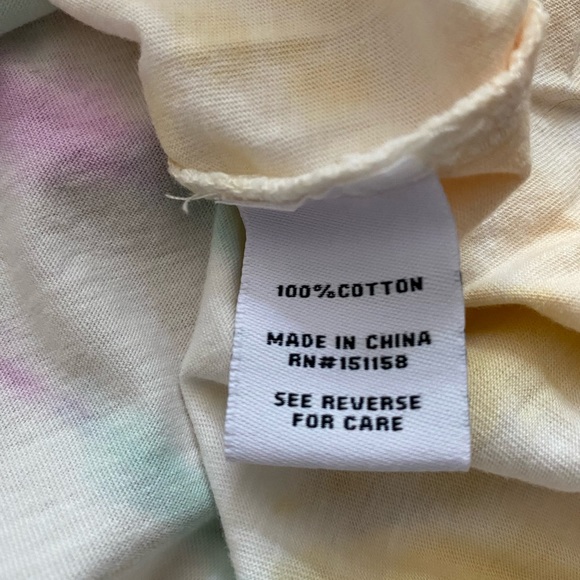 100%COTTON
MADE IN CHINA
RN#151158
SEE REVERSE
FOR CARE